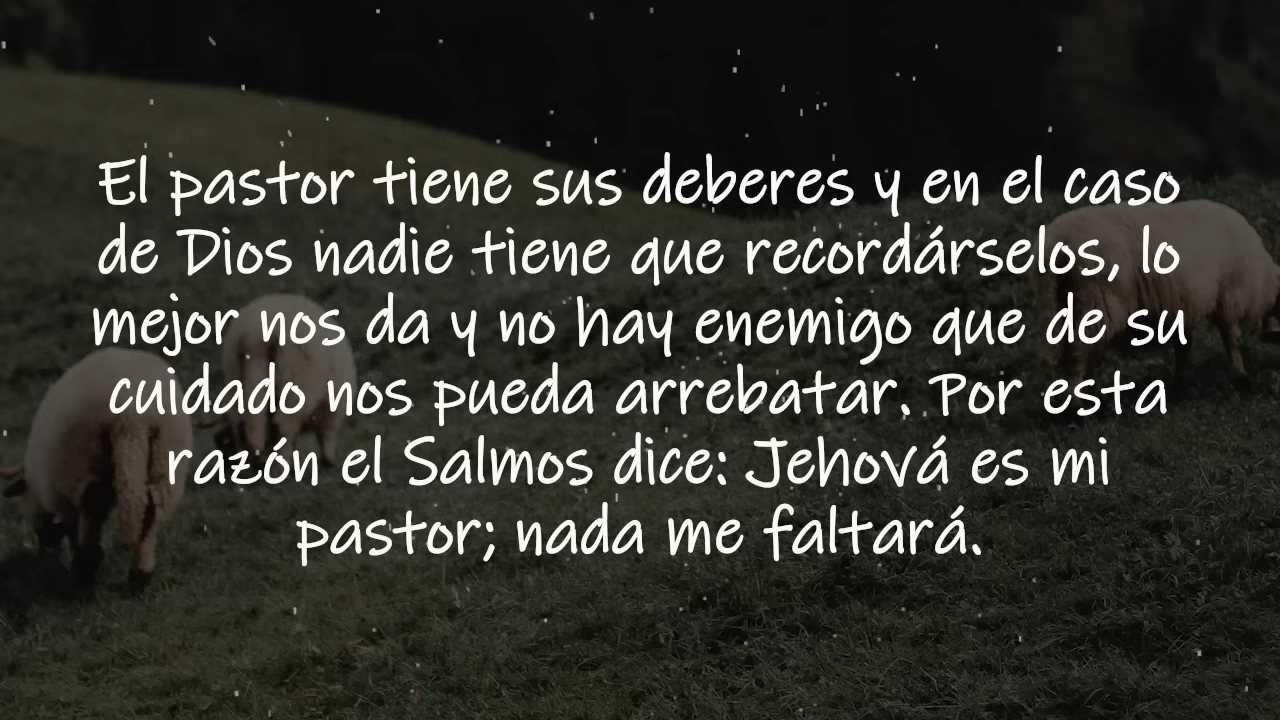 El pastor tiene sus deberes y en el caso
de Dios nadie tiene que recordárselos, lo
mejor nos da y no hay enemigo que de su
cuidado nos pueda arrebatar. Por esta
razón el Salmos dice: Jehová es mi
pastor; nada me faltará.